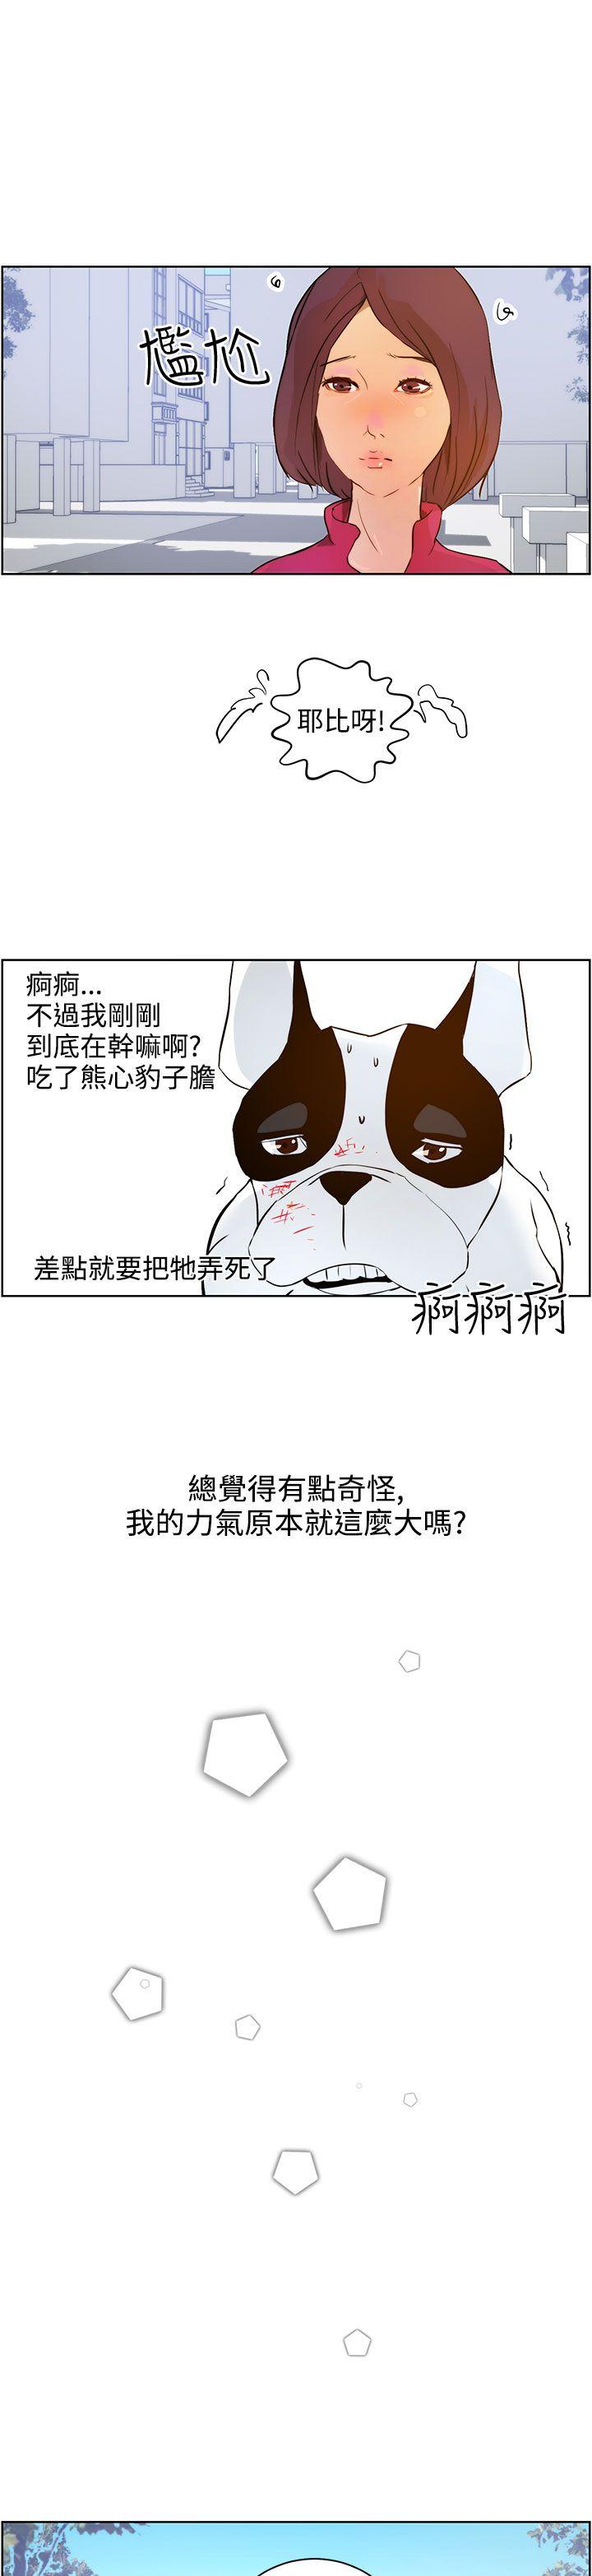 尷尬
耶比呀!
痾痾...
不過我剛剛
到底在幹嘛啊?
吃了熊心豹子膽
差點就要把牠弄死了
痾痾痾
總覺得有點奇怪,
我的力氣原本就這麼大嗎?